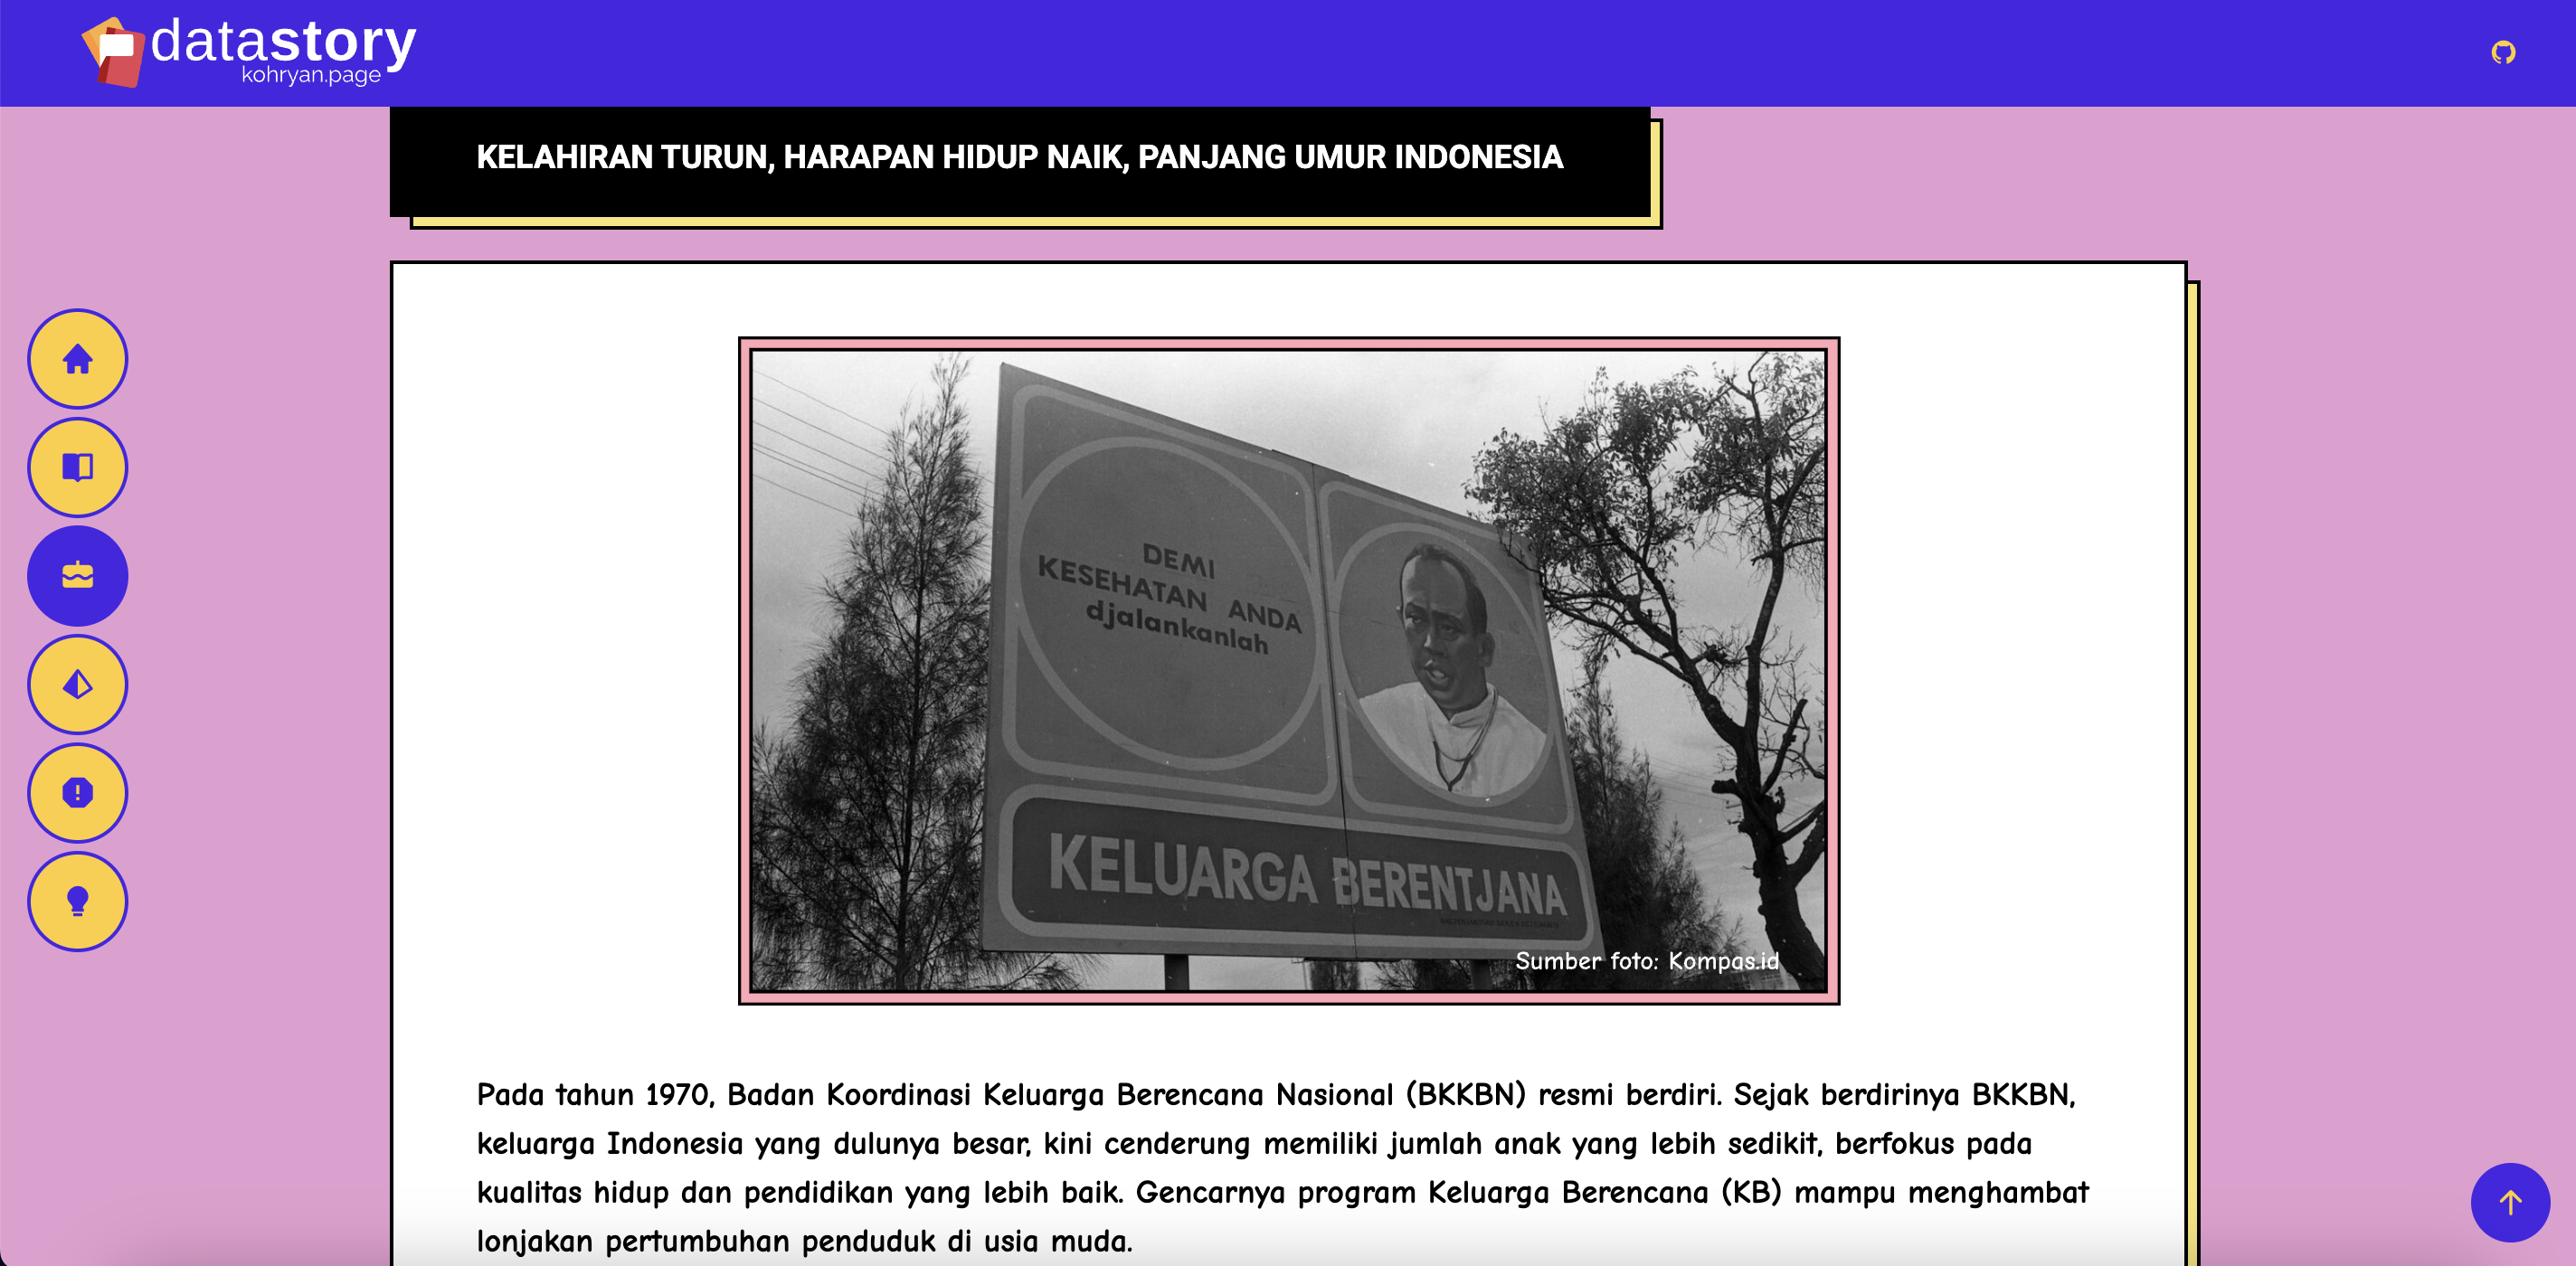 datastory
kohryan.page
KELAHIRAN TURUN, HARAPAN HIDUP NAIK, PANJANG UMUR INDONESIA
DEMI
KESEHATAN ANDA
djalankanlah
KELUARGA BERENTJANA
Sumber foto: Kompas.id
Pada tahun 1970, Badan Koordinasi Keluarga Berencana Nasional (BKKBN) resmi berdiri. Sejak berdirinya BKKBN,
keluarga Indonesia yang dulunya besar, kini cenderung memiliki jumlah anak yang lebih sedikit, berfokus pada
kualitas hidup dan pendidikan yang lebih baik. Gencarnya program Keluarga Berencana (KB) mampu menghambat
lonjakan pertumbuhan penduduk di usia muda.